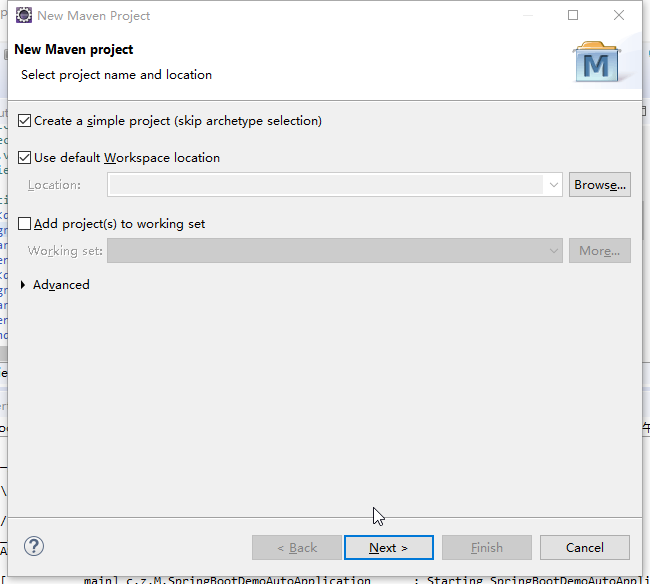 New Maven Project
New Maven project
Select project name and location
M
Create a simple project (skip archetype selection)
Use default Workspace location
Location:
Browse...
Add project(s) to working set
Working set:
More...
Advanced
?
< Back
Next >
Finish
Cancel
main] c.z.M.SpringBootDemoAutoApplication : Starting SpringBootDemoAutoAppli